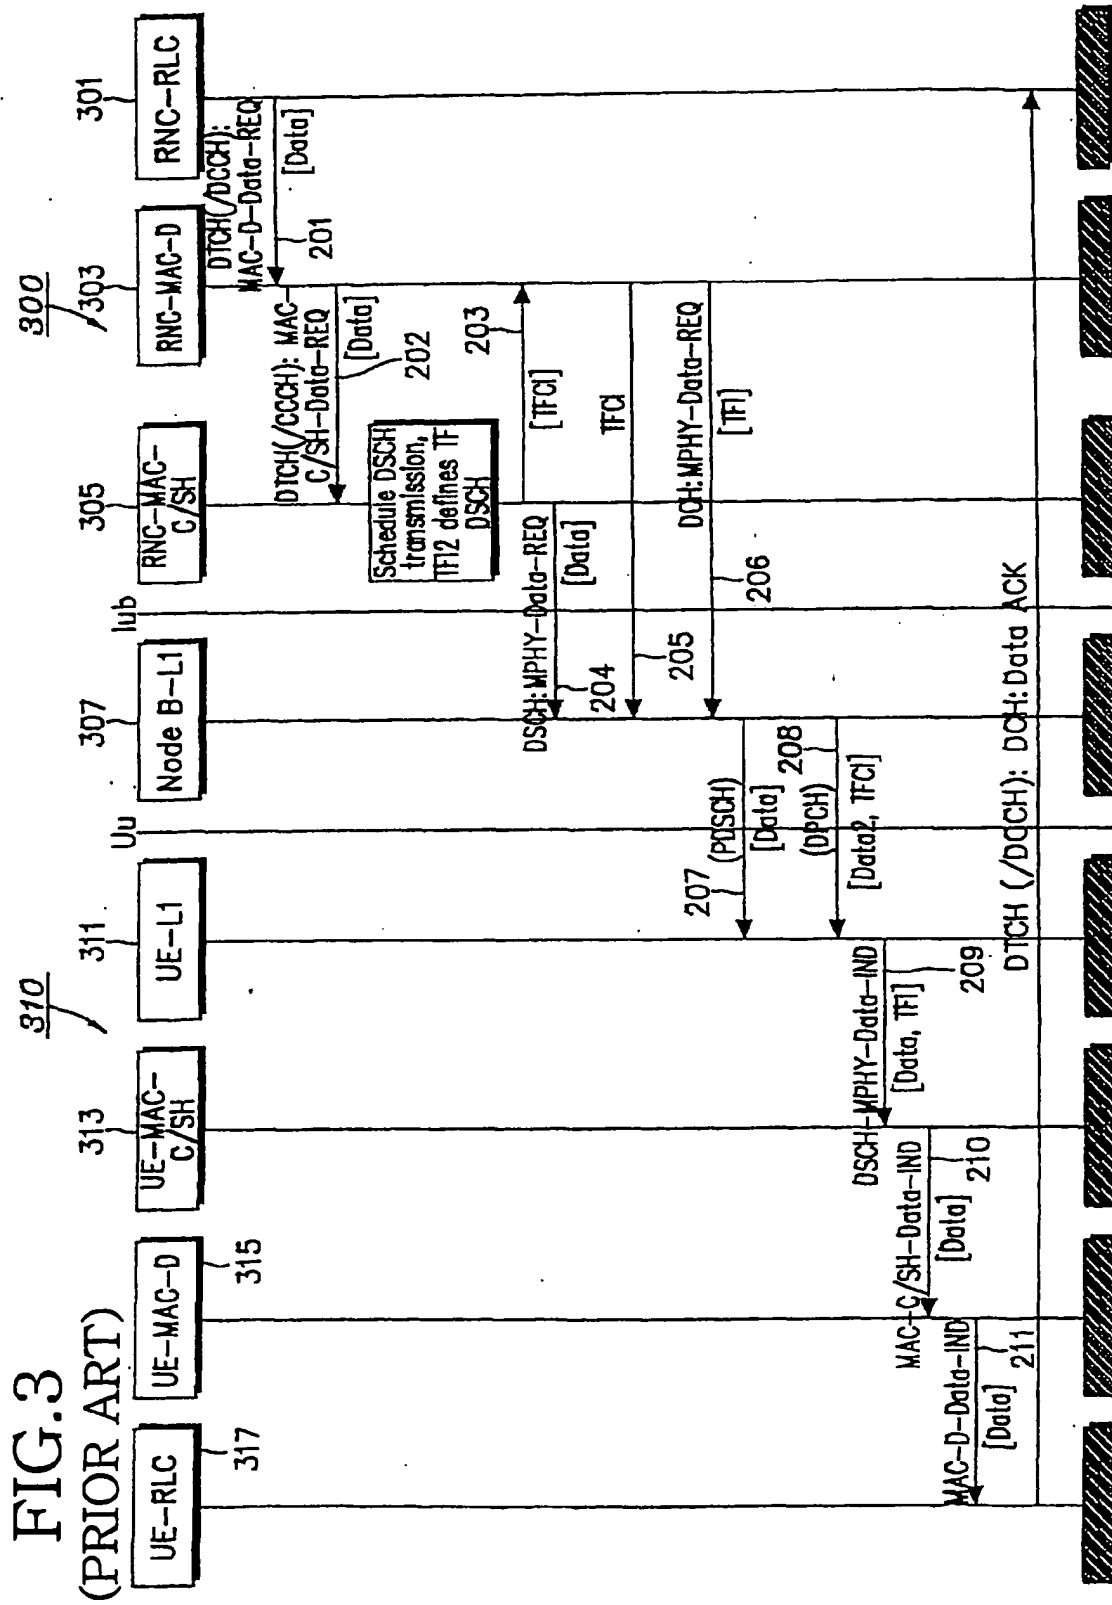 FIG.3
(PRIOR ART)
310
300
317
315
313
311
307
305
303
301
UE-RLC
UE-MAC-D
UE-MAC-
C/SH
UE-L1
Uu
Node B-L1
Iub
RNC-MAC-
C/SH
RNC-MAC-D
RNC-RLC
DTCH(/DCCH):
MAC-D-Data-REQ
201
[Data]
DTCH(/CCCH): MAC-
C/SH-Data-REQ
[Data]
202
Schedule DSCH
transmission,
TFI2 defines TF
DSCH
203
[TFCI]
DSCH:MPHY-Data-REQ
204
[Data]
TFCI
205
DCH:MPHY-Data-REQ
206
[TFI]
207
(PDSCH)
[Data]
208
(DPCH)
[Data2, TFCI]
DSCH-MPHY-Data-IND
[Data, TFI]
209
MAC-C/SH-Data-IND
[Data]
210
MAC-D-Data-IND
[Data]
211
DTCH (/DCCH): DCH:Data ACK